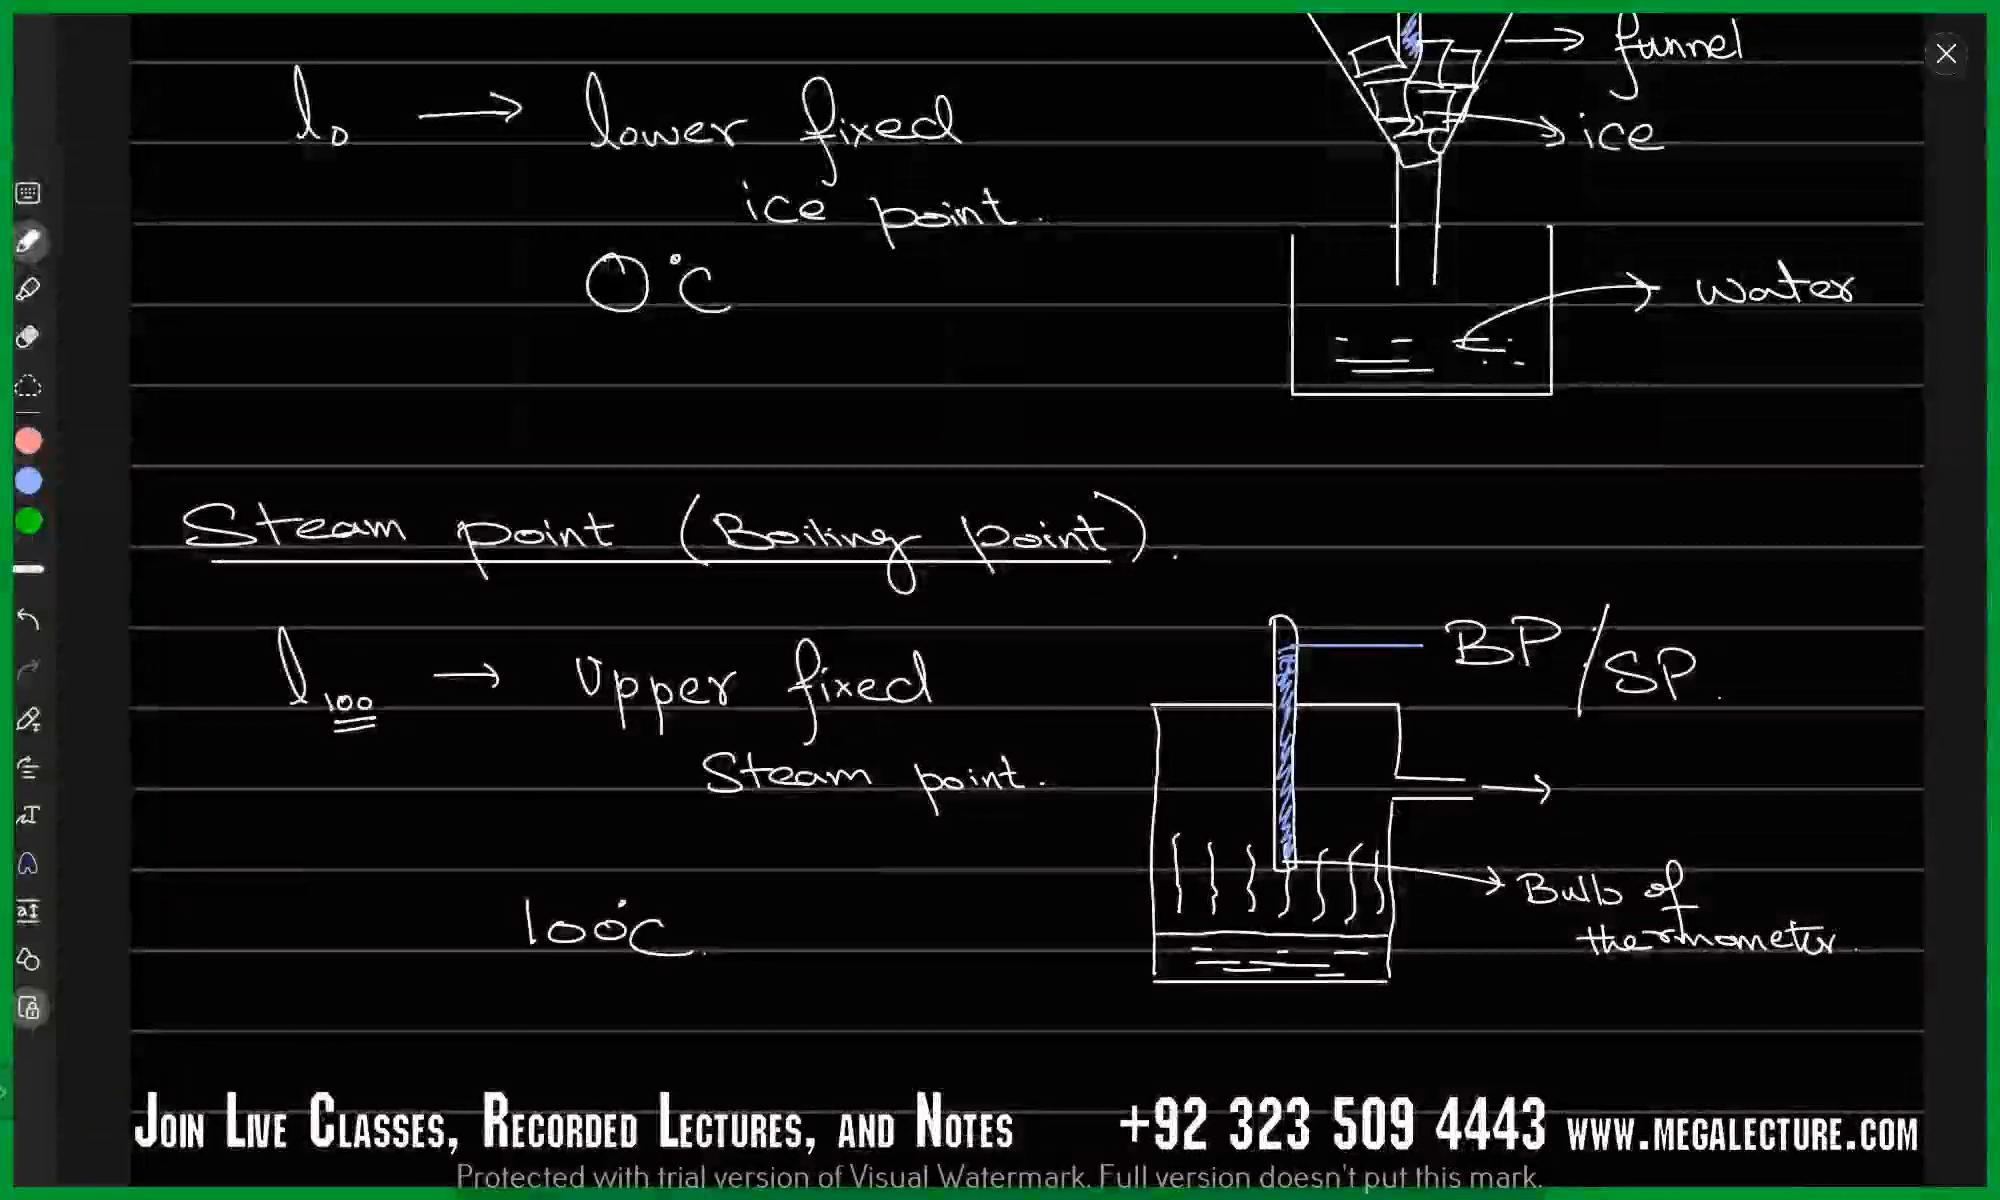 funnel
l₀ → lower fixed
→ ice
ice point.
0°C
→ water
Steam point (Boiling point).
BP/SP.
l₁₀₀ → Upper fixed
Steam point.
→ Bulb of
thermometer.
100°C.
JOIN LIVE CLASSES, RECORDED LECTURES, AND NOTES +92 323 509 4443 WWW.MEGALECTURE.COM
Protected with trial version of Visual Watermark. Full version doesn't put this mark.